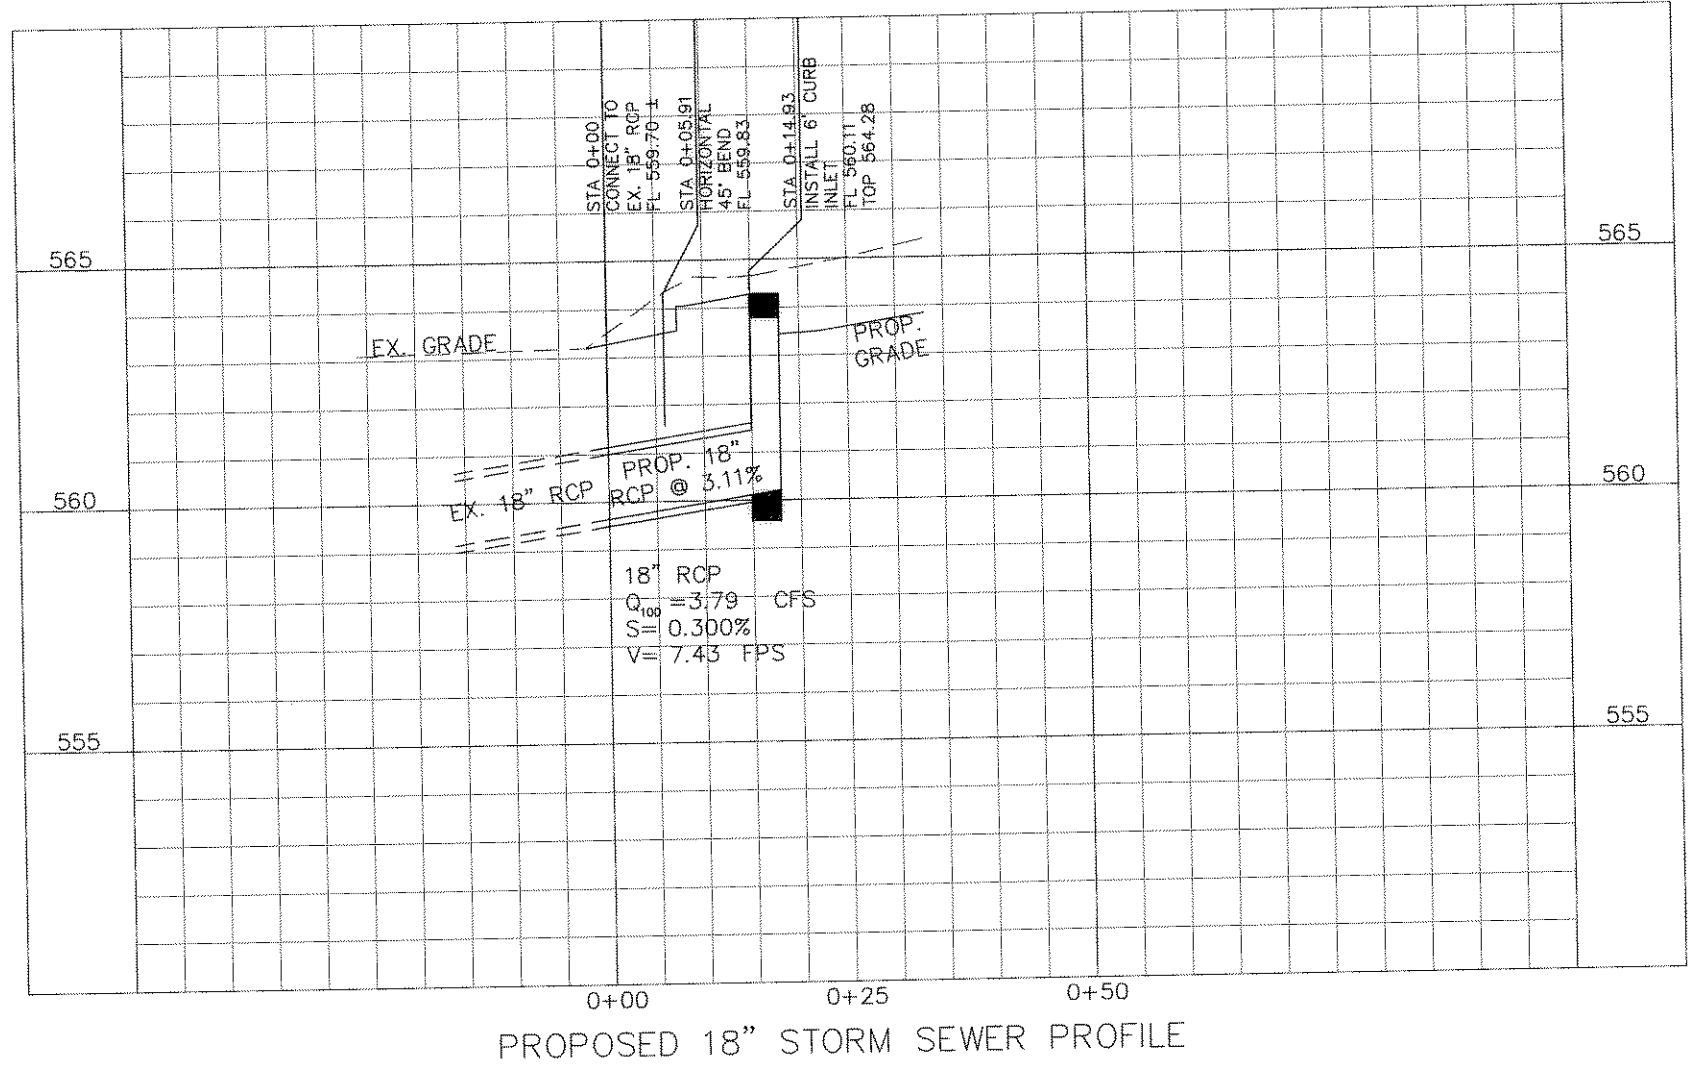 STA 0+00
CONNECT TO
EX. 18" RCP
FL 559.70 ±
STA 0+05.91
HORIZONTAL
45° BEND
FL 559.83
STA 0+14.93
INSTALL 6' CURB
INLET
FL 560.11
TOP 564.28
565
565
EX. GRADE
PROP.
GRADE
PROP. 18"
RCP @ 3.11%
EX. 18" RCP
560
560
18" RCP
Q100 =3.79 CFS
S= 0.300%
V= 7.43 FPS
555
555
0+00
0+25
0+50
PROPOSED 18" STORM SEWER PROFILE